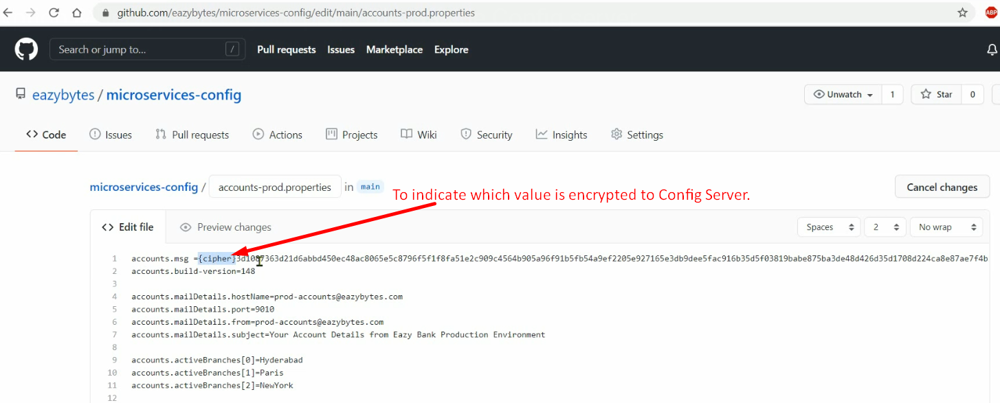 github.com/eazybytes/microservices-config/edit/main/accounts-prod.properties
ABP
Search or jump to... /
Pull requests Issues Marketplace Explore
eazybytes / microservices-config
Unwatch 1 Star 0
Code Issues Pull requests Actions Projects Wiki Security Insights Settings
microservices-config / accounts-prod.properties in main
To indicate which value is encrypted to Config Server.
Cancel changes
<> Edit file Preview changes
Spaces 2 No wrap
1 accounts.msg ={cipher}3d1087363d21d6abbd450ec48ac8065e5c8796f5f1f8fa51e2c909c4564b905a96f91b5fb54a9ef2205e927165e3db9dee5fac916b35d5f03819babe875ba3de48d426d35d1708d224ca8e87ae7f4b
2 accounts.build-version=148
3
4 accounts.mailDetails.hostName=prod-accounts@eazybytes.com
5 accounts.mailDetails.port=9010
6 accounts.mailDetails.from=prod-accounts@eazybytes.com
7 accounts.mailDetails.subject=Your Account Details from Eazy Bank Production Environment
8
9 accounts.activeBranches[0]=Hyderabad
10 accounts.activeBranches[1]=Paris
11 accounts.activeBranches[2]=NewYork
12